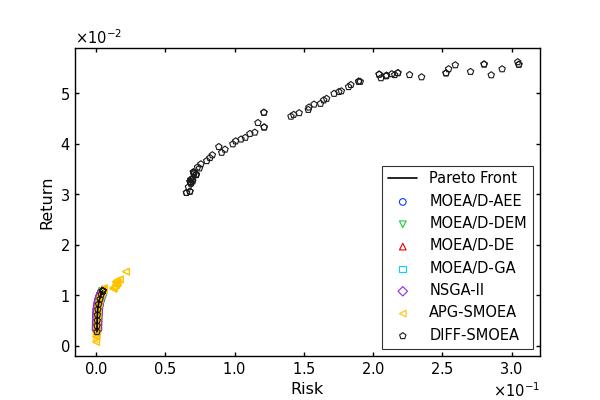 ×10⁻²
5
4
3
2
1
0
Return
Pareto Front
MOEA/D-AEE
MOEA/D-DEM
MOEA/D-DE
MOEA/D-GA
NSGA-II
APG-SMOEA
DIFF-SMOEA
0.0 0.5 1.0 1.5 2.0 2.5 3.0
Risk
×10⁻¹